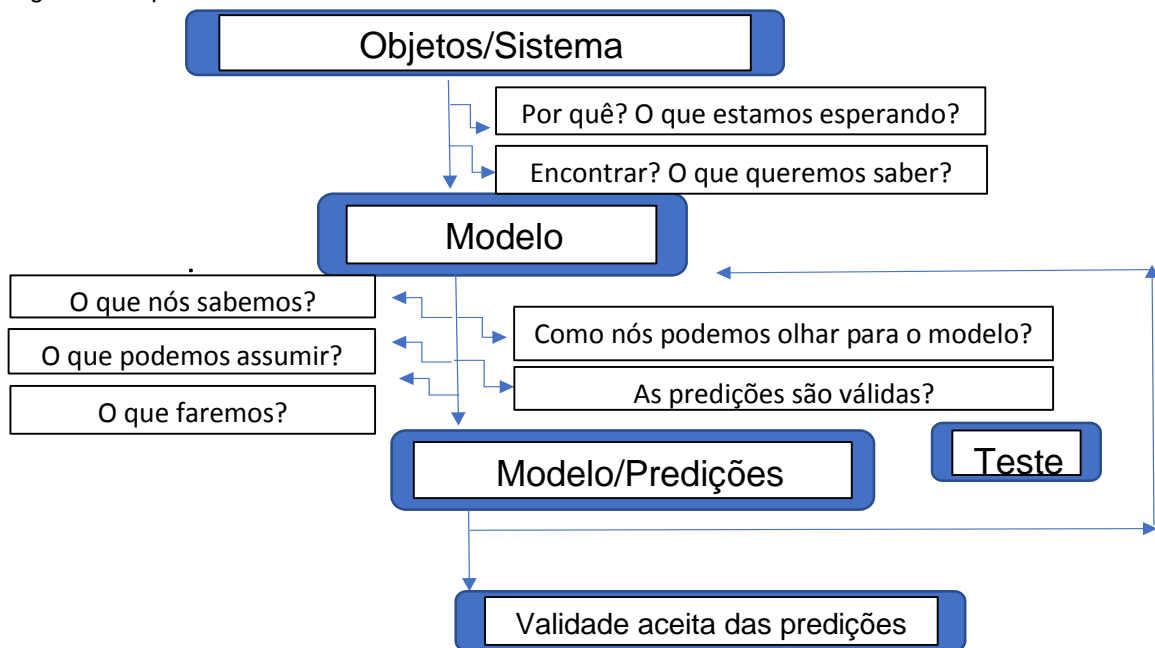 Objetos/Sistema
Por quê? O que estamos esperando?
Encontrar? O que queremos saber?
Modelo
O que nós sabemos?
Como nós podemos olhar para o modelo?
O que podemos assumir?
As predições são válidas?
O que faremos?
Modelo/Predições
Teste
Validade aceita das predições